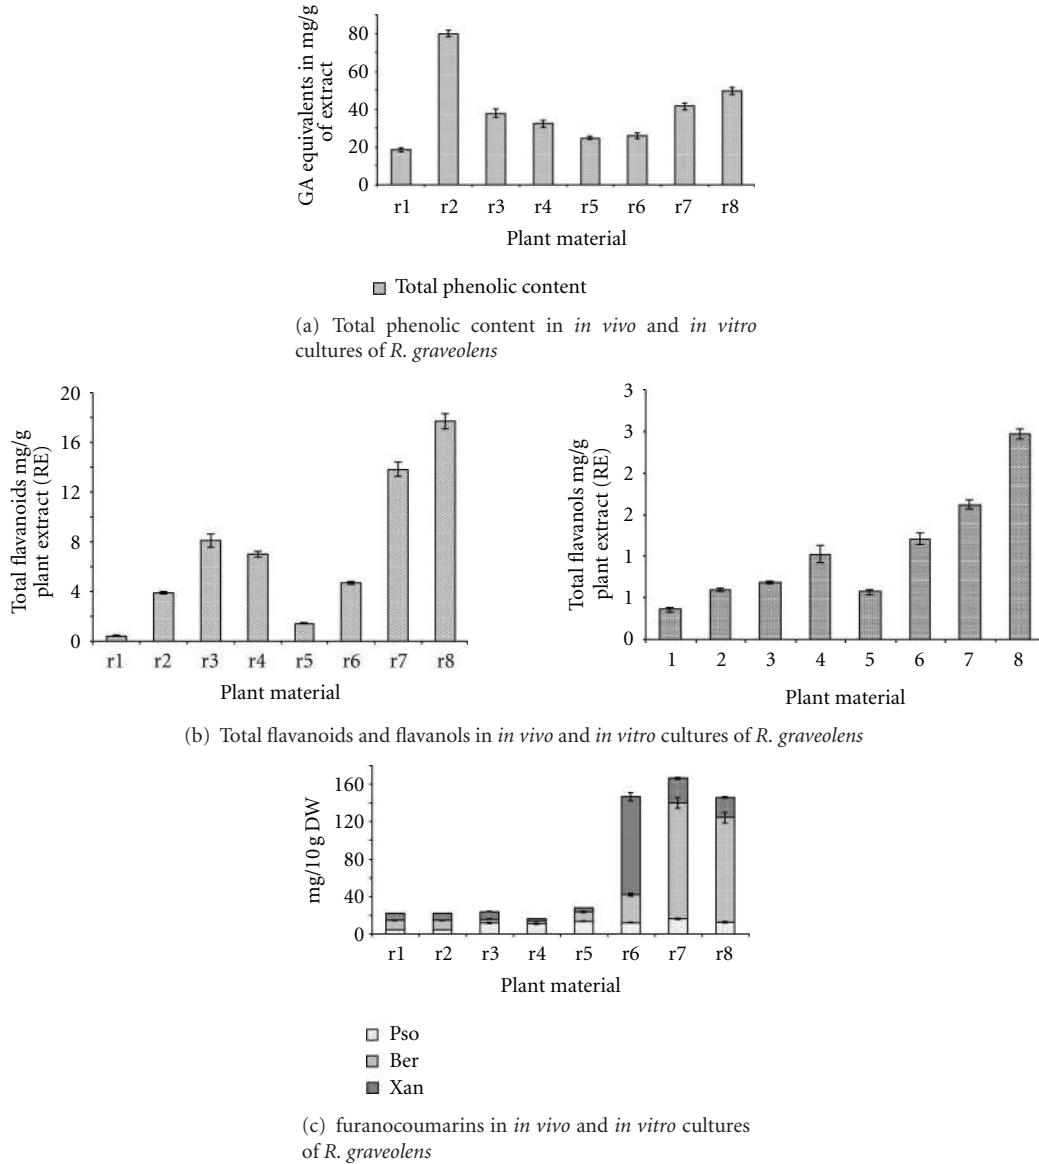 GA equivalents in mg/g
of extract
80
60
40
20
0
r1 r2 r3 r4 r5 r6 r7 r8
Plant material
Total phenolic content
(a) Total phenolic content in in vivo and in vitro
cultures of R. graveolens
Total flavanoids mg/g
plant extract (RE)
20
16
12
8
4
0
r1 r2 r3 r4 r5 r6 r7 r8
Plant material
Total flavanols mg/g
plant extract (RE)
3
3
2
2
1
1
0
1 2 3 4 5 6 7 8
Plant material
(b) Total flavanoids and flavanols in in vivo and in vitro cultures of R. graveolens
mg/10 g DW
160
120
80
40
0
r1 r2 r3 r4 r5 r6 r7 r8
Plant material
Pso
Ber
Xan
(c) furanocoumarins in in vivo and in vitro cultures
of R. graveolens